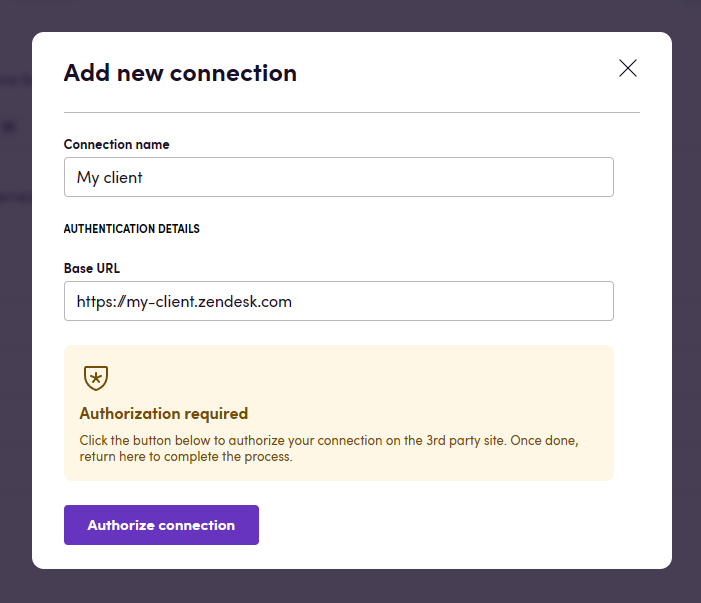 Add new connection
Connection name
My client
AUTHENTICATION DETAILS
Base URL
https://my-client.zendesk.com
Authorization required
Click the button below to authorize your connection on the 3rd party site. Once done,
return here to complete the process.
Authorize connection